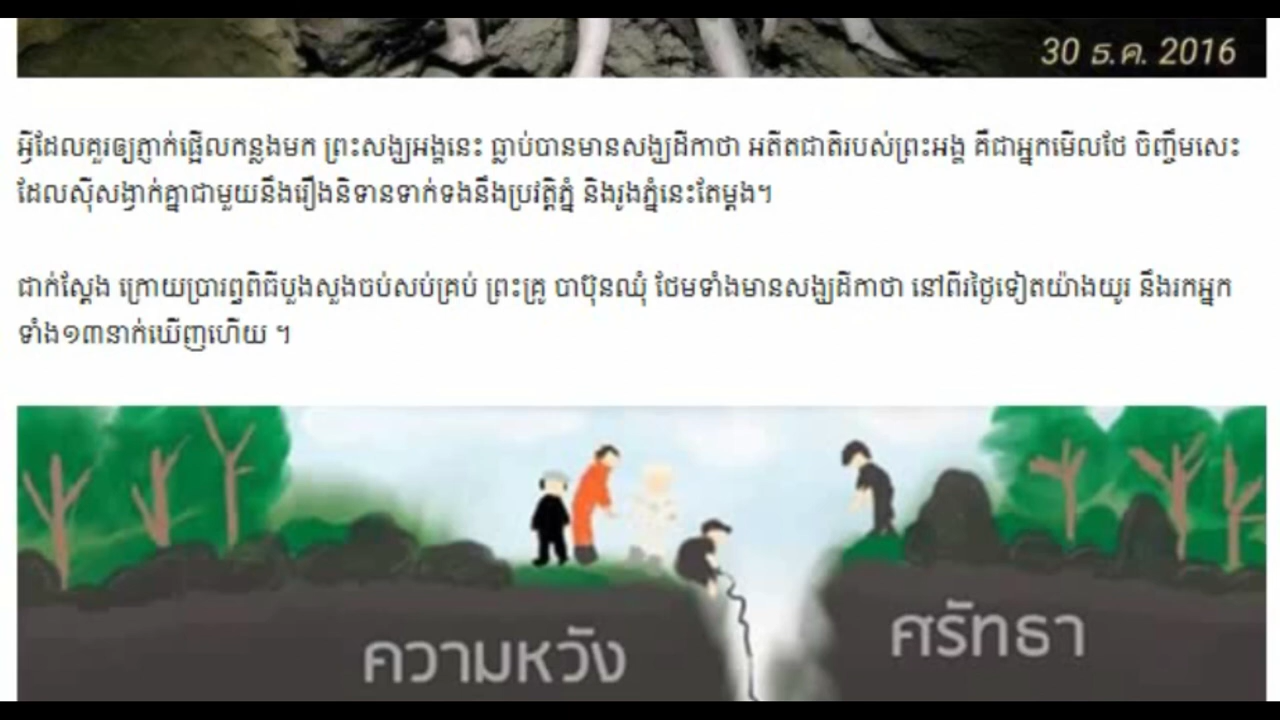 30 ธ.ค. 2016
អ្វីដែលគួរឲ្យភ្ញាក់ផ្អើលកន្លងមក ព្រះសង្ឃអង្គនេះ ធ្លាប់បានមានសង្ឃដីកាថា អតីតជាតិរបស់ព្រះអង្គ គឺជាអ្នកមើលថែ ចិញ្ចឹមសេះ
ដែលស៊ីសង្វាក់គ្នាជាមួយនឹងរឿងនិទានទាក់ទងនឹងប្រវត្តិភ្នំ និងរូងភ្នំនេះតែម្តង។
ជាក់ស្តែង ក្រោយប្រារព្ធពិធីបួងសួងចប់សប់គ្រប់ ព្រះគ្រូ បាប៊ុនឈុំ ថែមទាំងមានសង្ឃដីកាថា នៅពីរថ្ងៃទៀតយ៉ាងយូរ នឹងរកអ្នក
ទាំង១៣នាក់ឃើញហើយ ។
ความหวัง
ศรัทธา